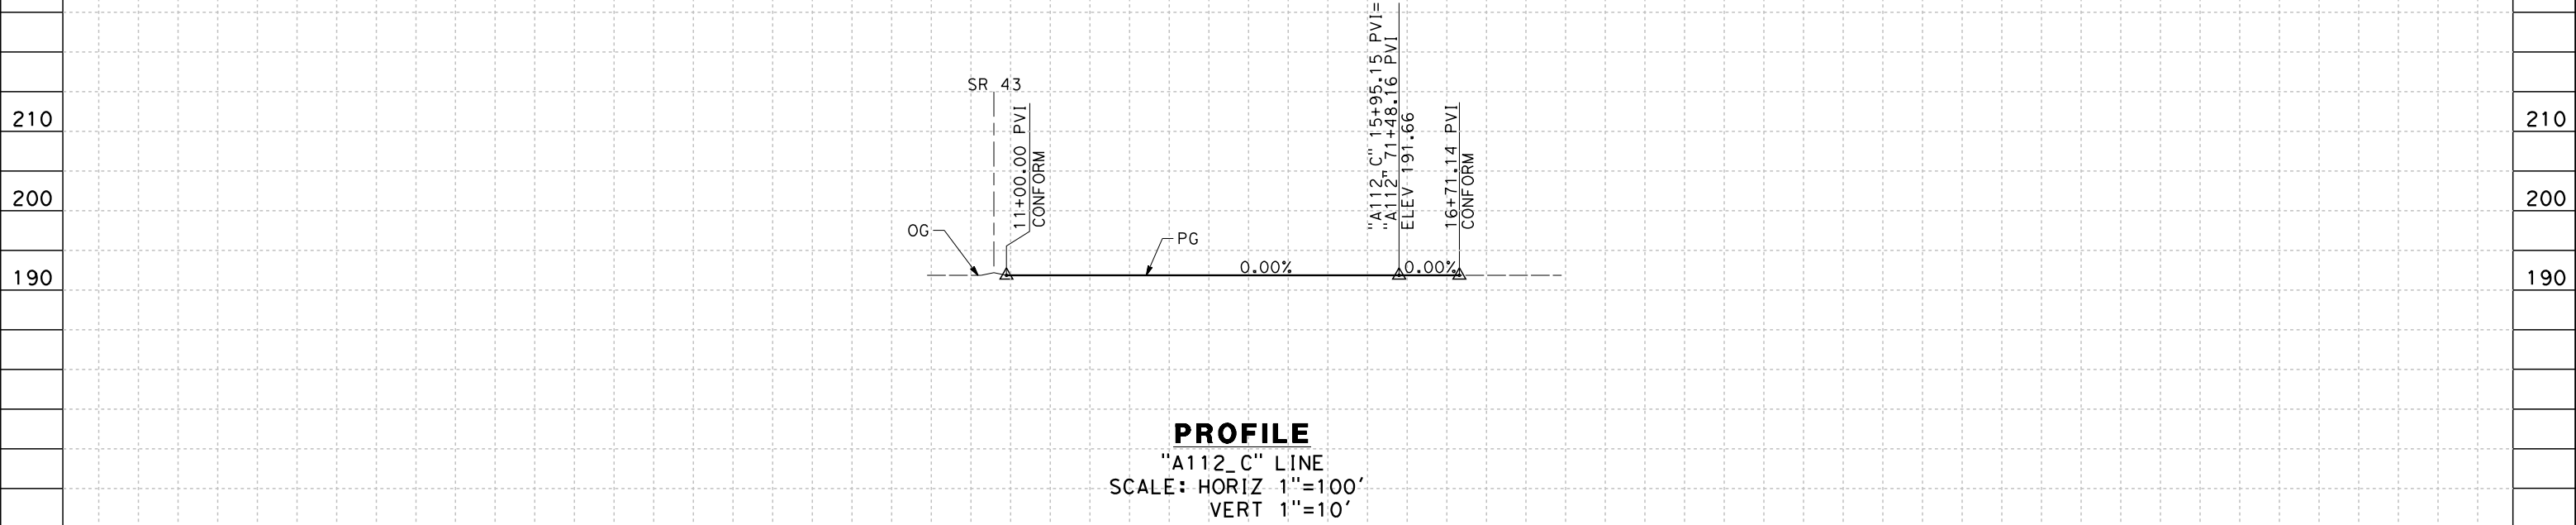 SR 43
11+00.00 PVI
CONFORM
"A112_C" 15+95.15 PVI=
"A112" 71+48.16 PVI
ELEV 191.66
16+71.14 PVI
CONFORM
210
210
200
200
OG
PG
0.00%
0.00%
190
190
PROFILE
"A112_C" LINE
SCALE: HORIZ 1"=100'
VERT 1"=10'